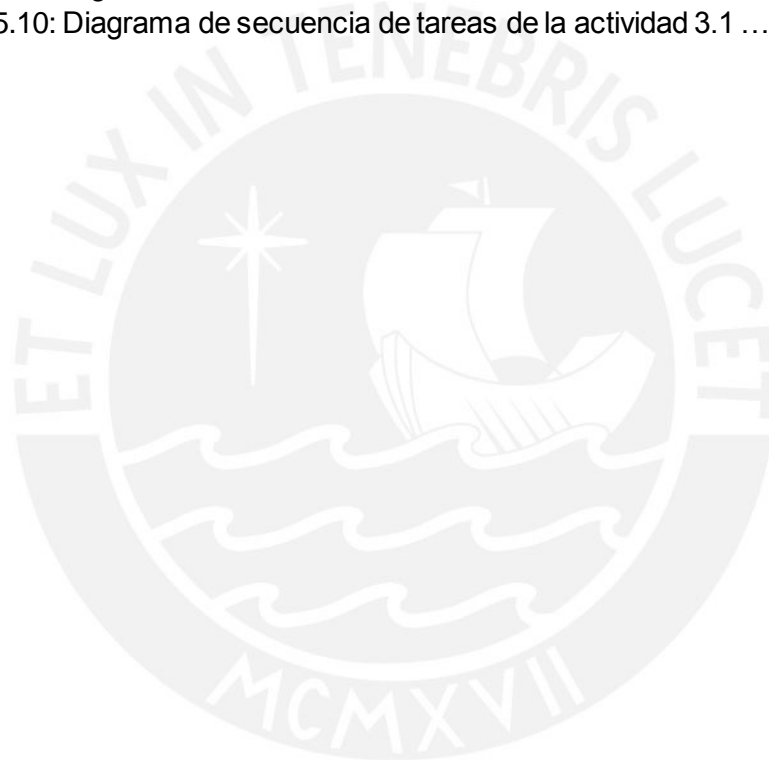 5.10: Diagrama de secuencia de tareas de la actividad 3.1 …
ET LUX IN TENEBRIS LUCET
MCMXVII